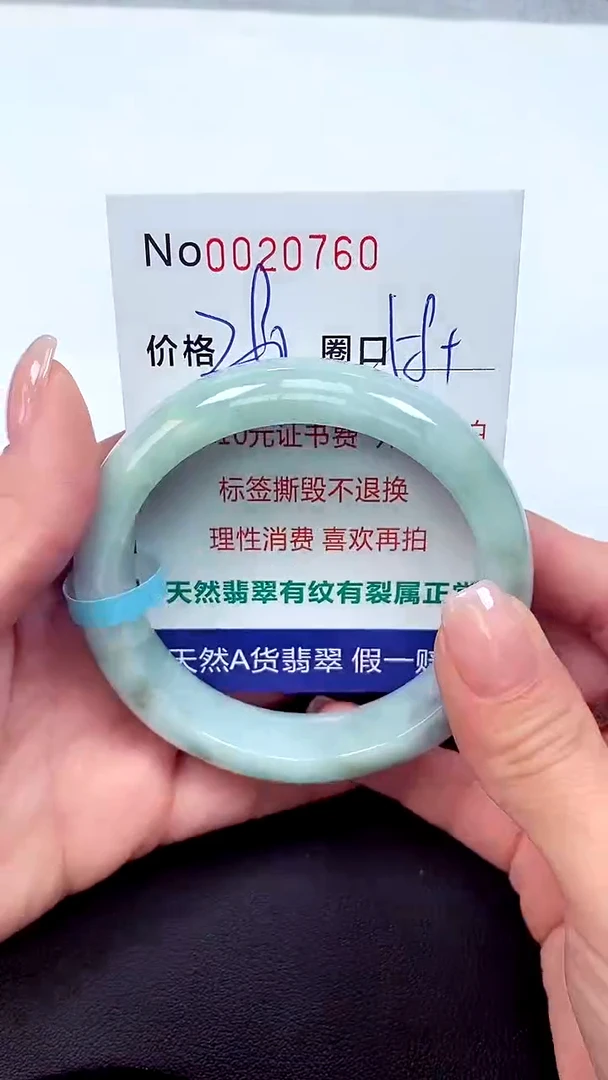 No0020760
价格 圈口
10元证书费
标签撕毁不退换
理性消费 喜欢再拍
天然翡翠有纹有裂属正常
天然A货翡翠 假一赔